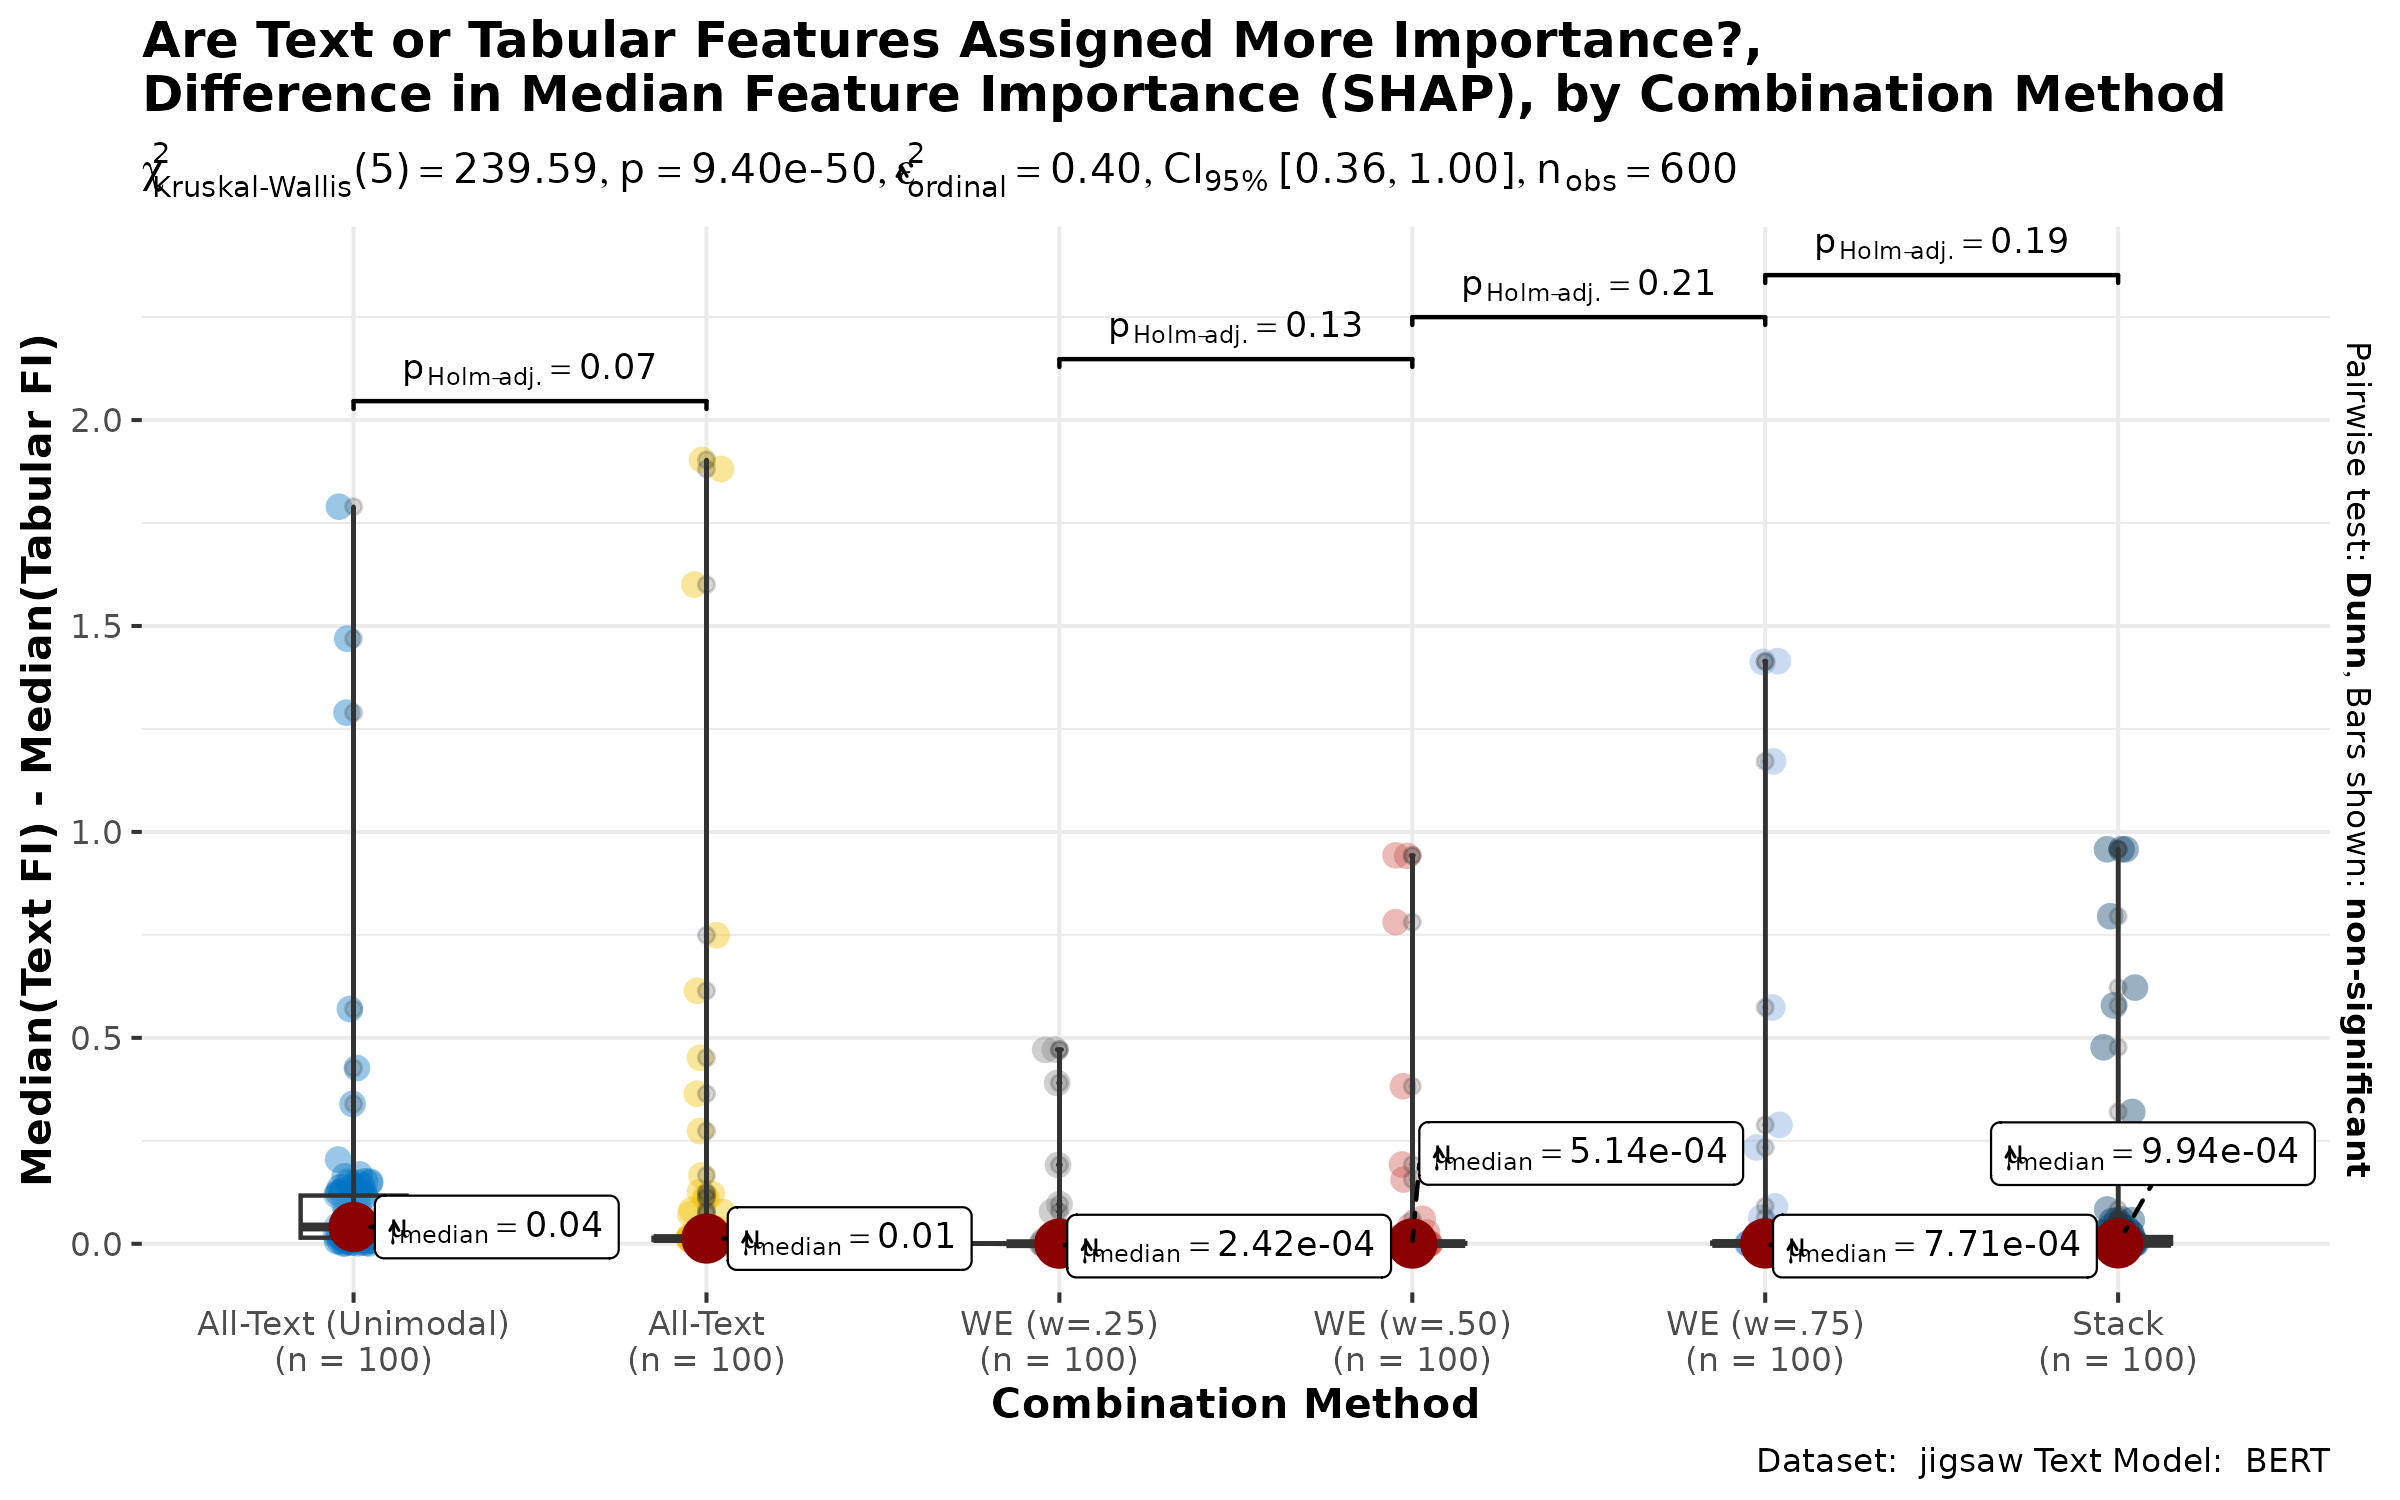 Are Text or Tabular Features Assigned More Importance?,
Difference in Median Feature Importance (SHAP), by Combination Method
χ²Kruskal-Wallis(5) = 239.59, p = 9.40e-50, ε̂²ordinal = 0.40, CI95% [0.36, 1.00], nobs = 600
pHolm-adj. = 0.19
pHolm-adj. = 0.21
pHolm-adj. = 0.13
pHolm-adj. = 0.07
Median(Text FI) - Median(Tabular FI)
2.0
1.5
1.0
0.5
0.0
μ̂median = 0.04
μ̂median = 0.01
μ̂median = 2.42e-04
μ̂median = 5.14e-04
μ̂median = 7.71e-04
μ̂median = 9.94e-04
Pairwise test: Dunn, Bars shown: non-significant
All-Text (Unimodal)
(n = 100)
All-Text
(n = 100)
WE (w=.25)
(n = 100)
WE (w=.50)
(n = 100)
WE (w=.75)
(n = 100)
Stack
(n = 100)
Combination Method
Dataset:  jigsaw Text Model:  BERT